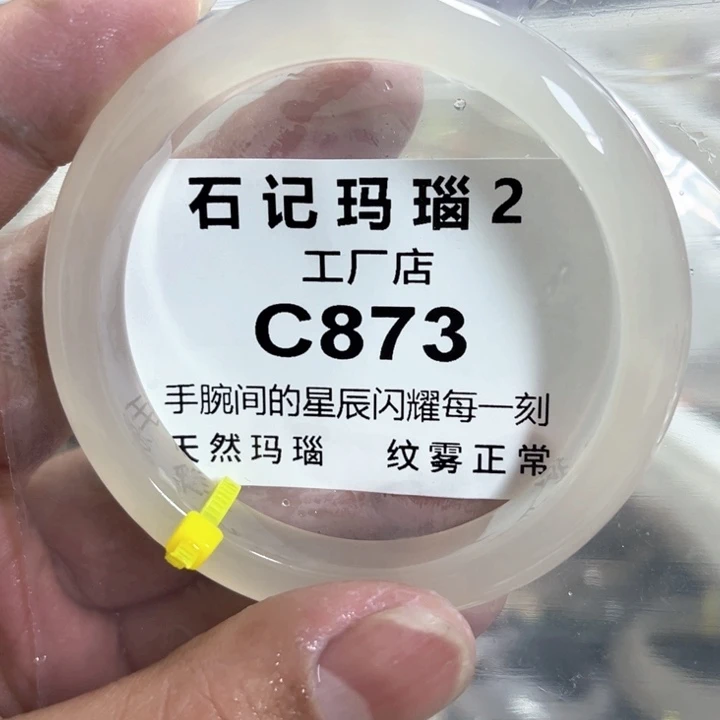 石记玛瑙2
工厂店
C873
手腕间的星辰闪耀每一刻
天然玛瑙 纹雾正常